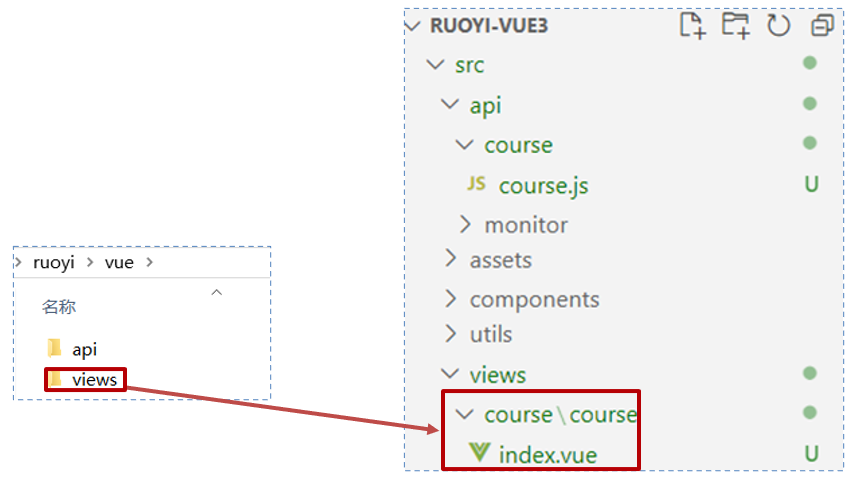 ruoyi > vue >
名称
api
views
RUOYI-VUE3
src
api
course
JS course.js U
monitor
assets
components
utils
views
course\course
index.vue U